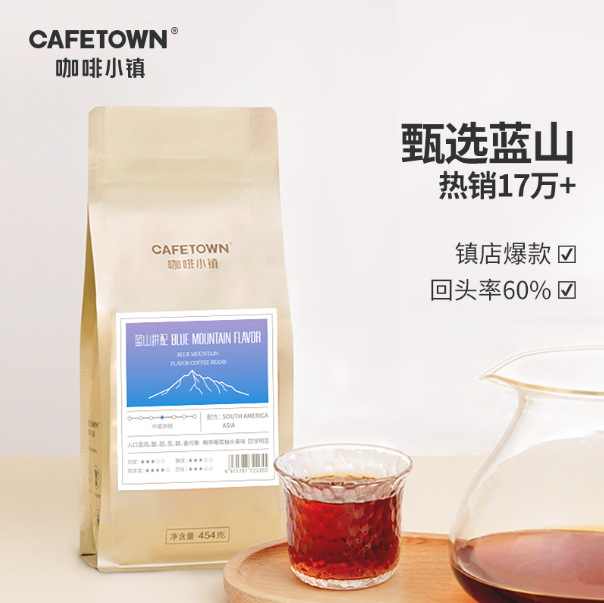 CAFETOWN®
咖啡小镇
甄选蓝山
热销17万+
镇店爆款 ☑
回头率60% ☑
CAFETOWN®
咖啡小镇
蓝山拼配 BLUE MOUNTAIN FLAVOR
BLUE MOUNTAIN
FLAVOR COFFEE BEANS
中度烘焙
配方：SOUTH AMERICA
ASIA
净含量 454克